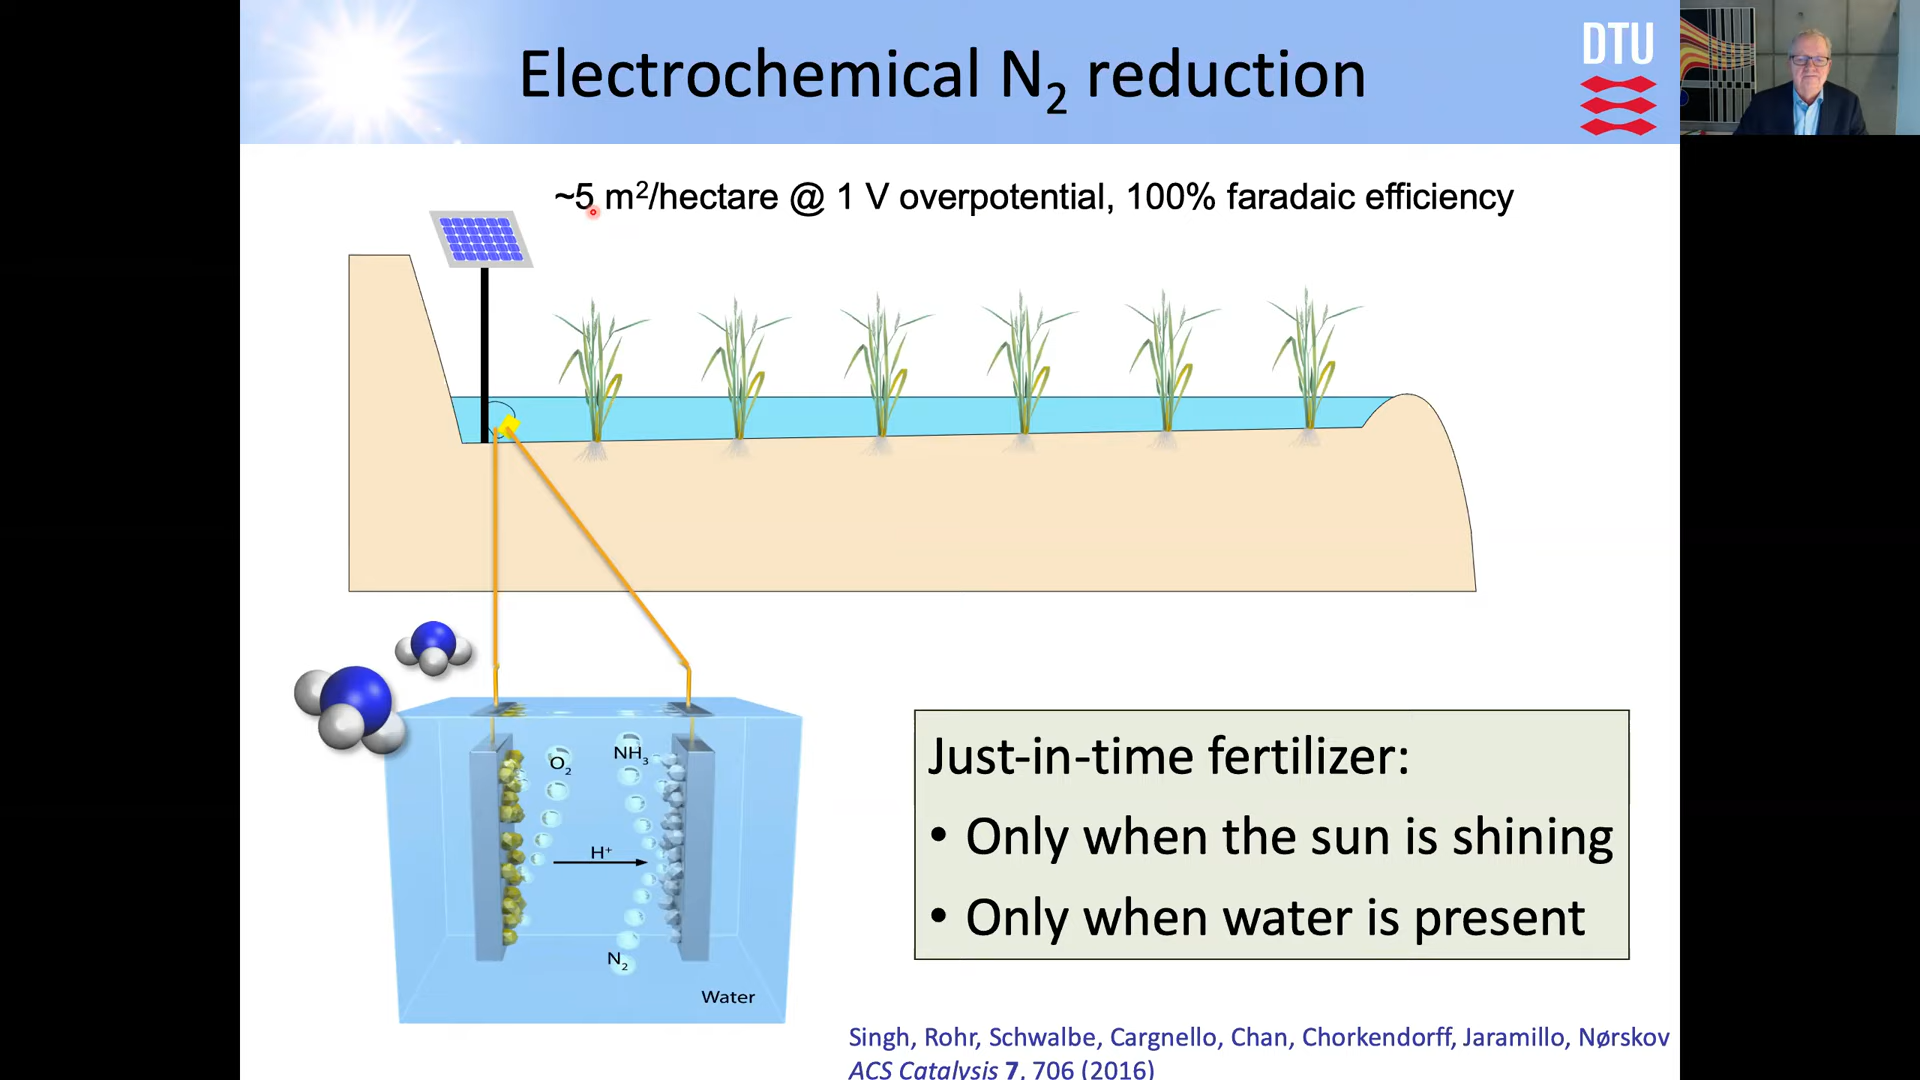 Electrochemical N₂ reduction
DTU
~5 m²/hectare @ 1 V overpotential, 100% faradaic efficiency
O₂
NH₃
H⁺
N₂
Water
Just-in-time fertilizer:
• Only when the sun is shining
• Only when water is present
Singh, Rohr, Schwalbe, Cargnello, Chan, Chorkendorff, Jaramillo, Nørskov
ACS Catalysis 7, 706 (2016)